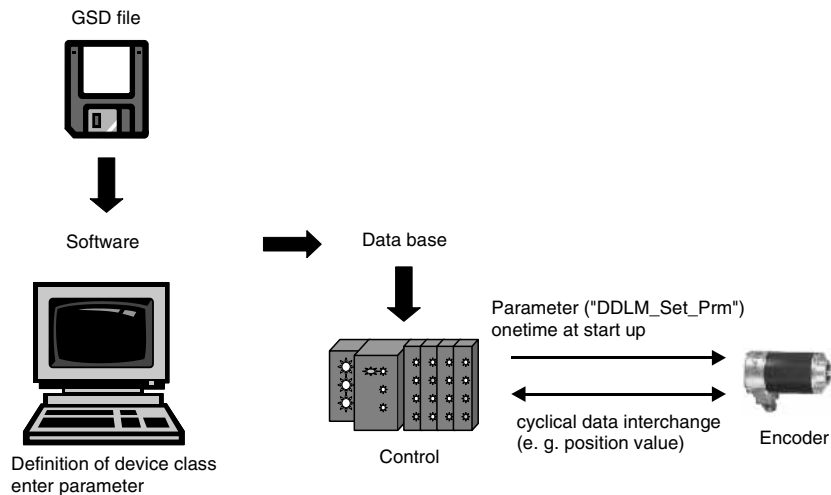 GSD file
Software
Data base
Parameter ("DDLM_Set_Prm")
onetime at start up
cyclical data interchange
(e. g. position value)
Control
Encoder
Definition of device class
enter parameter